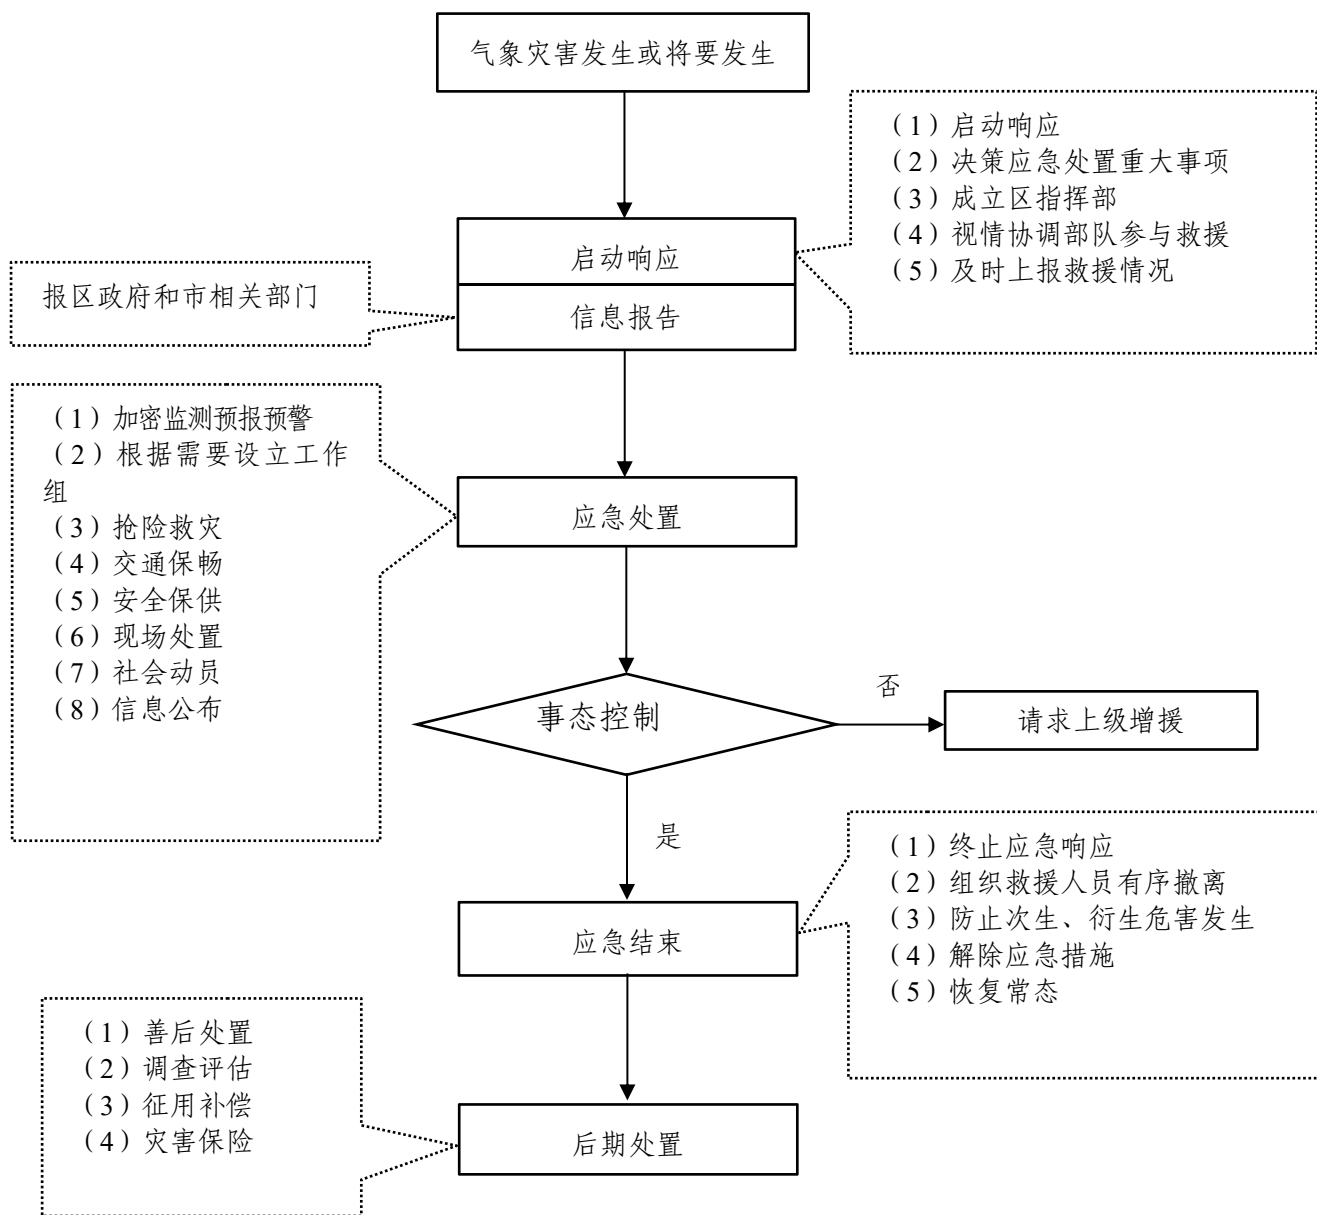 气象灾害发生或将要发生
（1）启动响应
（2）决策应急处置重大事项
（3）成立区指挥部
（4）视情协调部队参与救援
（5）及时上报救援情况
启动响应
报区政府和市相关部门
信息报告
（1）加密监测预报预警
（2）根据需要设立工作
组
（3）抢险救灾
（4）交通保畅
（5）安全保供
（6）现场处置
（7）社会动员
（8）信息公布
应急处置
事态控制
否
请求上级增援
是
（1）终止应急响应
（2）组织救援人员有序撤离
（3）防止次生、衍生危害发生
（4）解除应急措施
（5）恢复常态
应急结束
（1）善后处置
（2）调查评估
（3）征用补偿
（4）灾害保险
后期处置